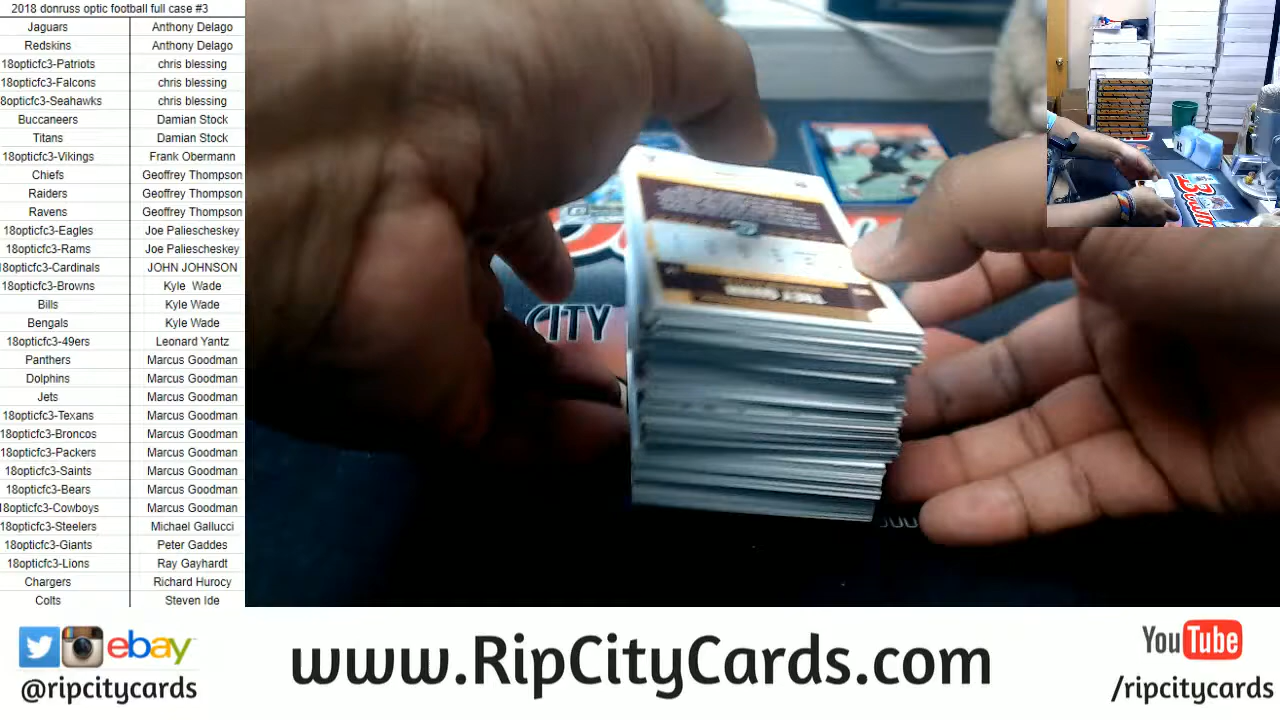 2018 donruss optic football full case #3
Jaguars Anthony Delago
Redskins Anthony Delago
18opticfc3-Patriots chris blessing
18opticfc3-Falcons chris blessing
8opticfc3-Seahawks chris blessing
Buccaneers Damian Stock
Titans Damian Stock
18opticfc3-Vikings Frank Obermann
Chiefs Geoffrey Thompson
Raiders Geoffrey Thompson
Ravens Geoffrey Thompson
18opticfc3-Eagles Joe Paliescheskey
18opticfc3-Rams Joe Paliescheskey
18opticfc3-Cardinals JOHN JOHNSON
18opticfc3-Browns Kyle Wade
Bills Kyle Wade
Bengals Kyle Wade
18opticfc3-49ers Leonard Yantz
Panthers Marcus Goodman
Dolphins Marcus Goodman
Jets Marcus Goodman
18opticfc3-Texans Marcus Goodman
18opticfc3-Broncos Marcus Goodman
18opticfc3-Packers Marcus Goodman
18opticfc3-Saints Marcus Goodman
18opticfc3-Bears Marcus Goodman
18opticfc3-Cowboys Marcus Goodman
18opticfc3-Steelers Michael Gallucci
18opticfc3-Giants Peter Gaddes
18opticfc3-Lions Ray Gayhardt
Chargers Richard Hurocy
Colts Steven Ide
CITY
ebay
@ripcitycards
www.RipCityCards.com
YouTube
/ripcitycards